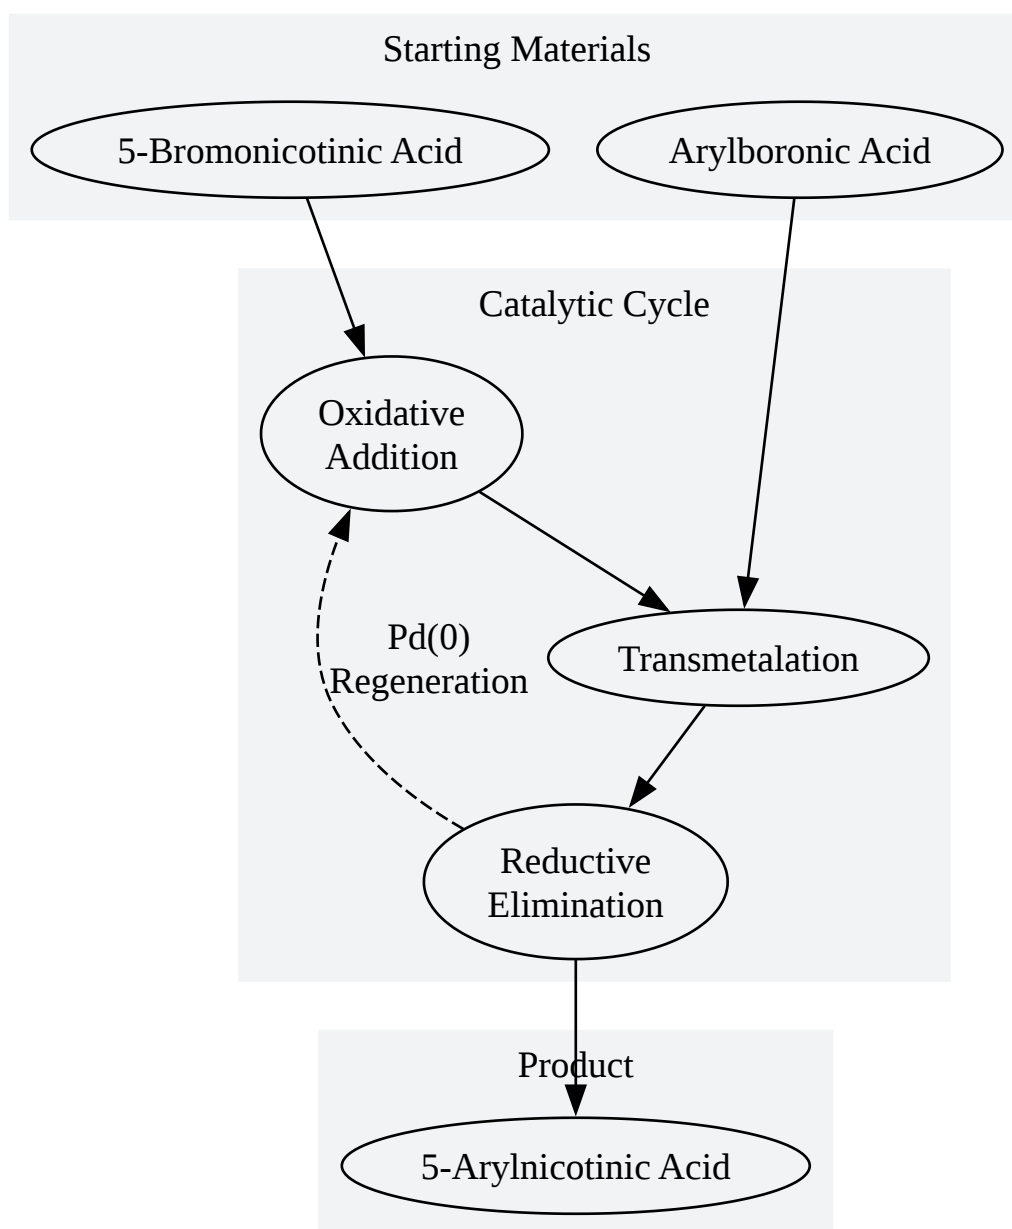 Starting Materials
5-Bromonicotinic Acid
Arylboronic Acid
Catalytic Cycle
Oxidative
Addition
Pd(0)
Regeneration
Transmetalation
Reductive
Elimination
Product
5-Arylnicotinic Acid